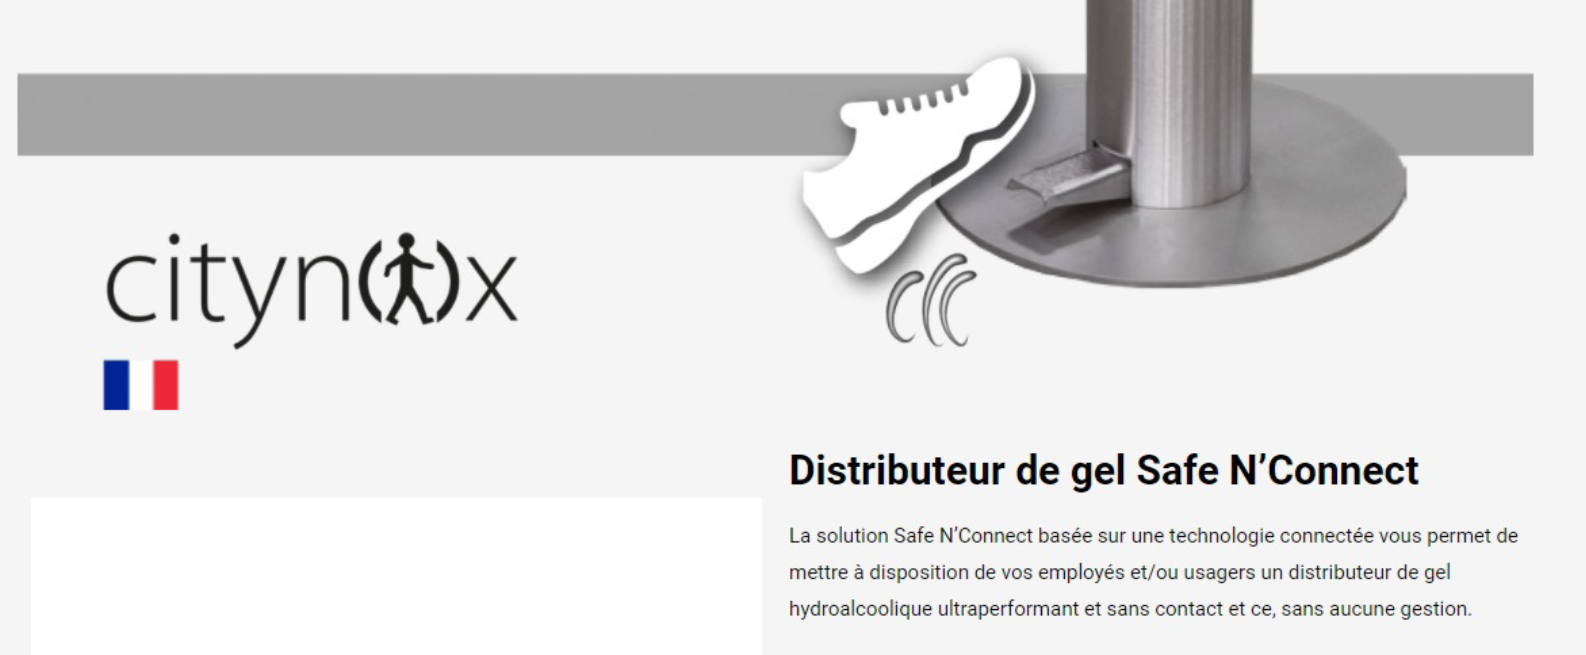 citynox
Distributeur de gel Safe N’Connect
La solution Safe N’Connect basée sur une technologie connectée vous permet de
mettre à disposition de vos employés et/ou usagers un distributeur de gel
hydroalcoolique ultraperformant et sans contact et ce, sans aucune gestion.